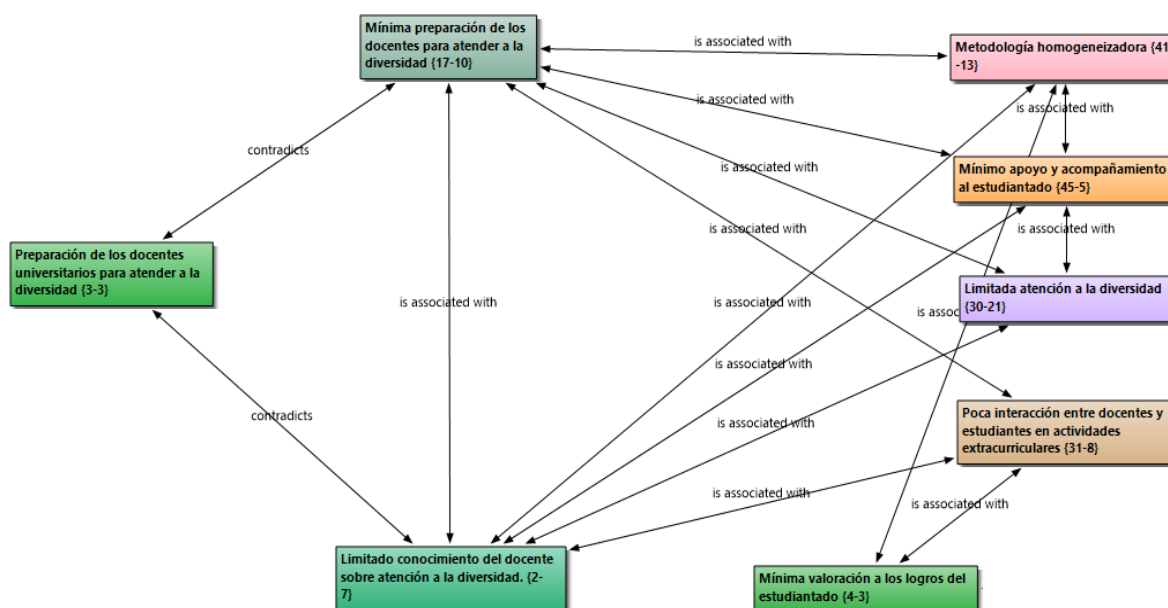 Mínima preparación de los
docentes para atender a la
diversidad {17-10}
is associated with
Metodología homogeneizadora {41
-13}
is associated with
is associated with
contradicts
is associated with
Mínimo apoyo y acompañamiento
al estudiantado {45-5}
is associated with
is associated with
Preparación de los docentes
universitarios para atender a la
diversidad {3-3}
is associated with
is associated with
Limitada atención a la diversidad
{30-21}
is
is associated with
contradicts
Poca interacción entre docentes y
estudiantes en actividades
extracurriculares {31-8}
is associated with
is associated with
is associated with
Limitado conocimiento del docente
sobre atención a la diversidad. {2-
7}
Mínima valoración a los logros del
estudiantado {4-3}